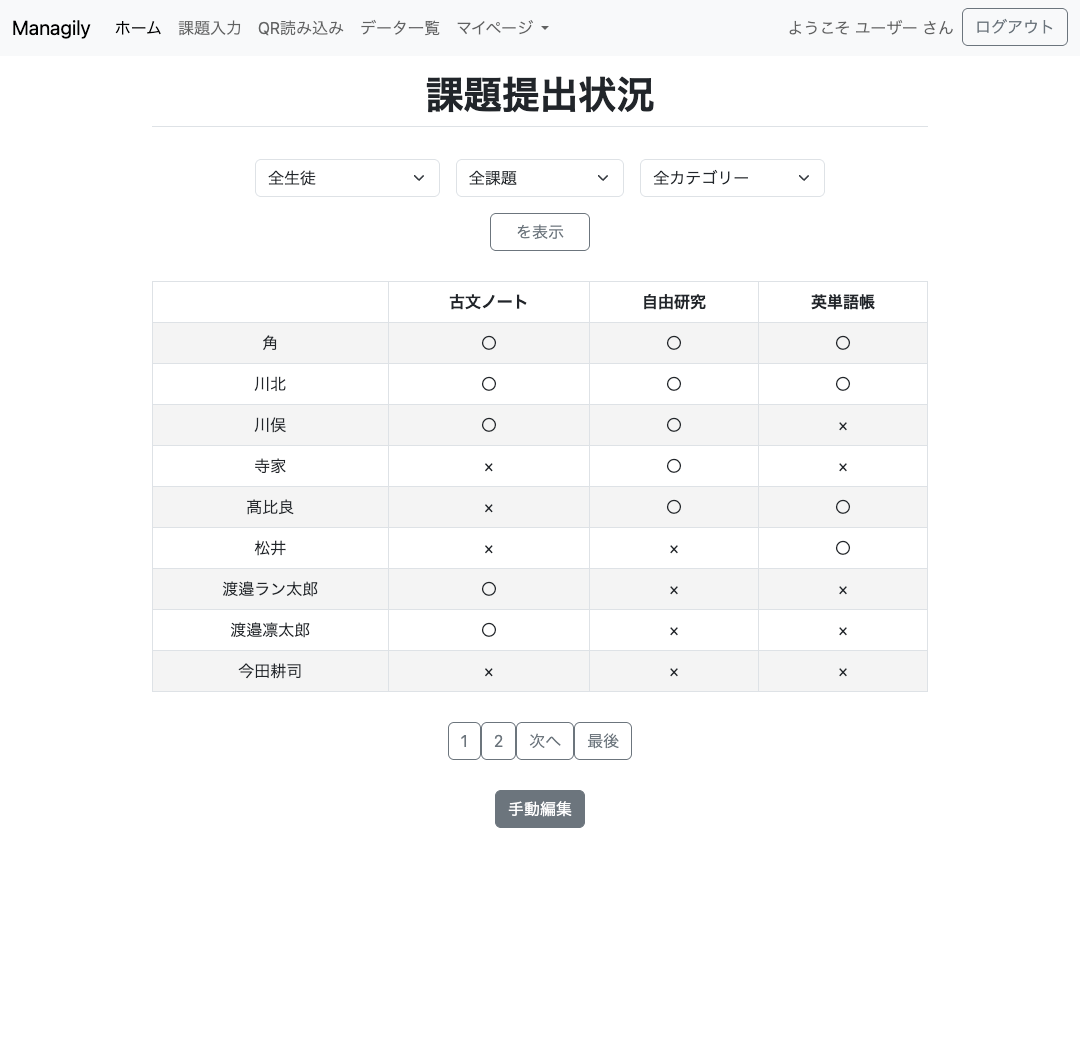 Managily ホーム 課題入力 QR読み込み データ一覧 マイページ ようこそ ユーザー さん ログアウト
課題提出状況
全生徒 全課題 全カテゴリー
を表示
古文ノート 自由研究 英単語帳
角 〇 〇 〇
川北 〇 〇 〇
川俣 〇 〇 ×
寺家 × 〇 ×
髙比良 × 〇 〇
松井 × × 〇
渡邉ラン太郎 〇 × ×
渡邉凛太郎 〇 × ×
今田耕司 × × ×
1 2 次へ 最後
手動編集